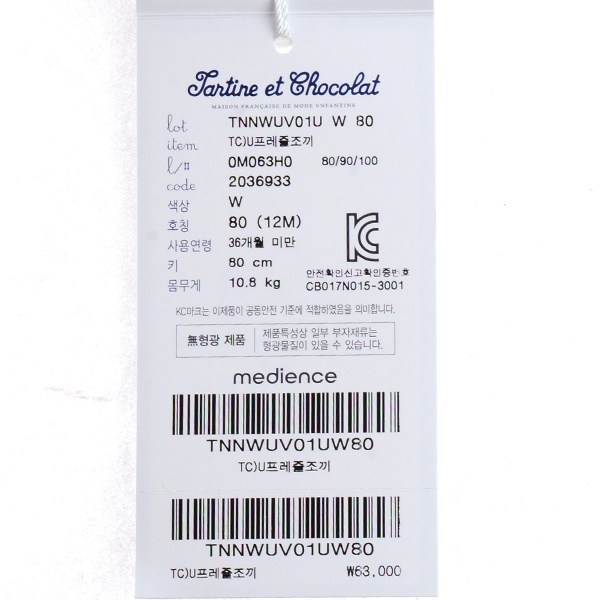 Tartine et Chocolat
MAISON FRANÇAISE DE MODE ENFANTINE
lot TNNWUV01U W 80
item TC)U프레쥴조끼
l/# 0M063H0 80/90/100
code 2036933
색상 W
호칭 80 (12M)
사용연령 36개월 미만
키 80 cm
몸무게 10.8 kg
안전확인신고확인증번호
CB017N015-3001
KC마크는 이제품이 공통안전 기준에 적합하였음을 의미합니다.
無형광 제품
제품특성상 일부 부자재류는
형광물질이 있을 수 있습니다.
medience
TNNWUV01UW80
TC)U프레쥴조끼
TNNWUV01UW80
TC)U프레쥴조끼 ₩63,000